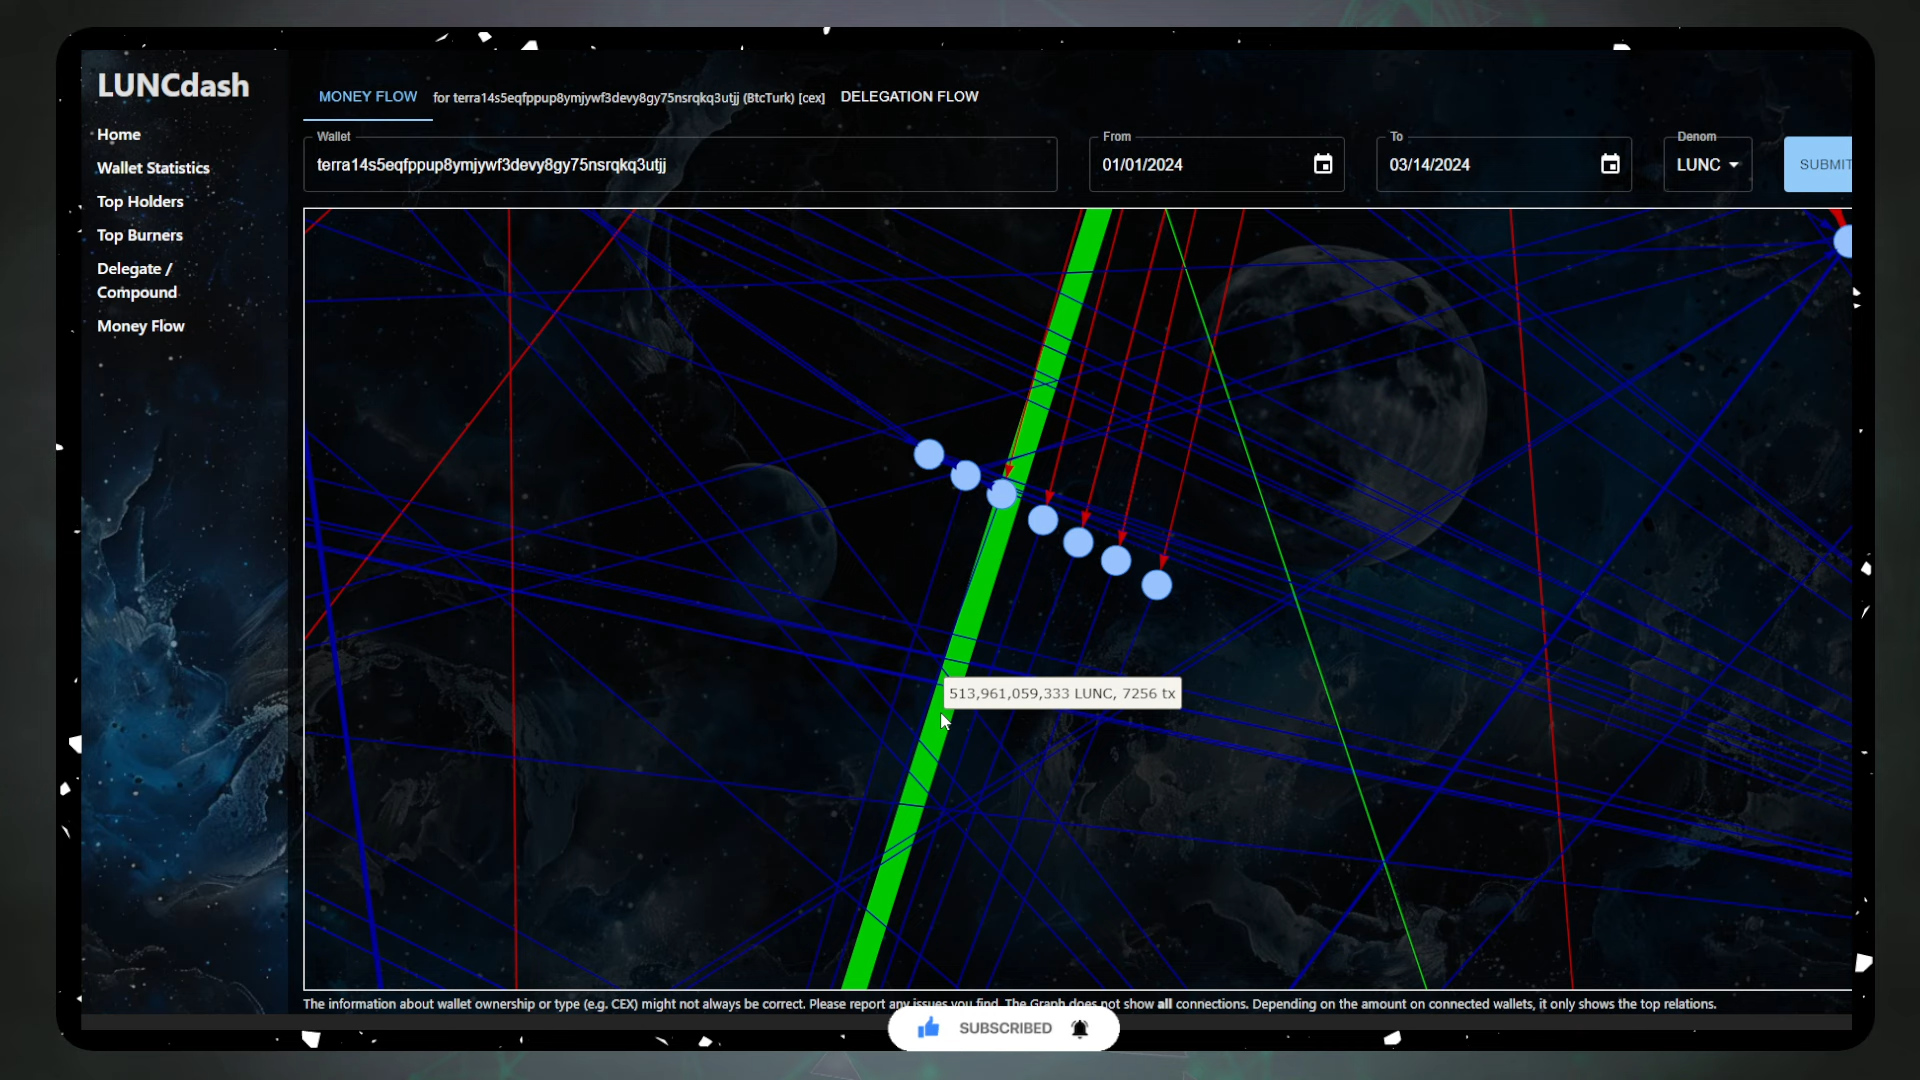 LUNCdash
Home
Wallet Statistics
Top Holders
Top Burners
Delegate /
Compound
Money Flow
MONEY FLOW
for terra14s5eqfppup8ymjywf3devy8gy75nsrqkq3utjj (BtcTurk) [cex]
DELEGATION FLOW
Wallet
terra14s5eqfppup8ymjywf3devy8gy75nsrqkq3utjj
From
01/01/2024
To
03/14/2024
Denom
LUNC
SUBMIT
513,961,059,333 LUNC, 7256 tx
The information about wallet ownership or type (e.g. CEX) might not always be correct. Please report any issues you find. The Graph does not show all connections. Depending on the amount on connected wallets, it only shows the top relations.
SUBSCRIBED